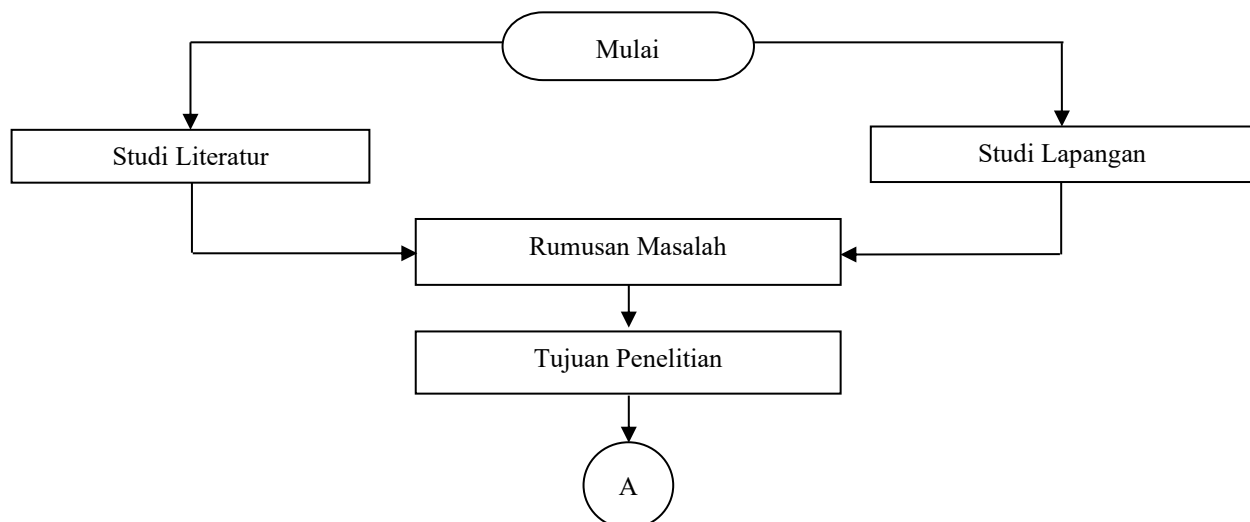 Mulai
Studi Literatur
Studi Lapangan
Rumusan Masalah
Tujuan Penelitian
A